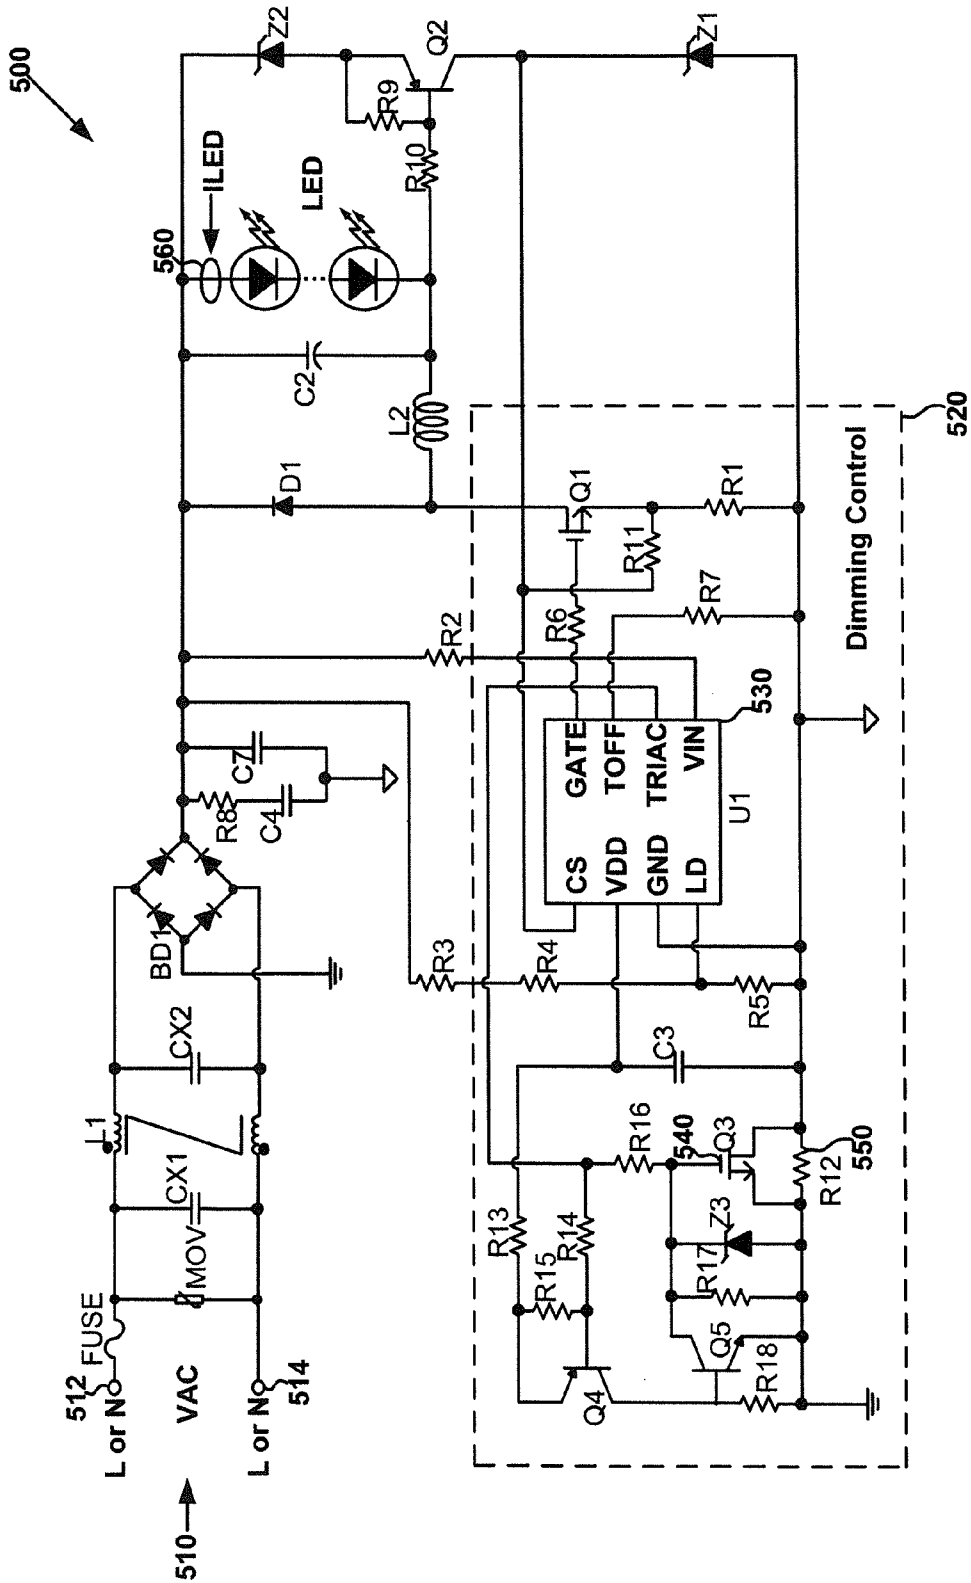 500
510
VAC
L or N
512
L or N
514
FUSE
MOV
CX1
L1
CX2
BD1
R8
C4
C7
R2
D1
L2
C2
560
ILED
LED
R10
R9
Z2
Q2
Z1
R3
R4
R5
R6
Q1
R11
R1
R7
CS
VDD
GND
LD
GATE
TOFF
TRIAC
VIN
U1
530
C3
R13
R14
R15
R16
540
Q3
Z3
R17
Q5
R18
Q4
R12
550
Dimming Control
520